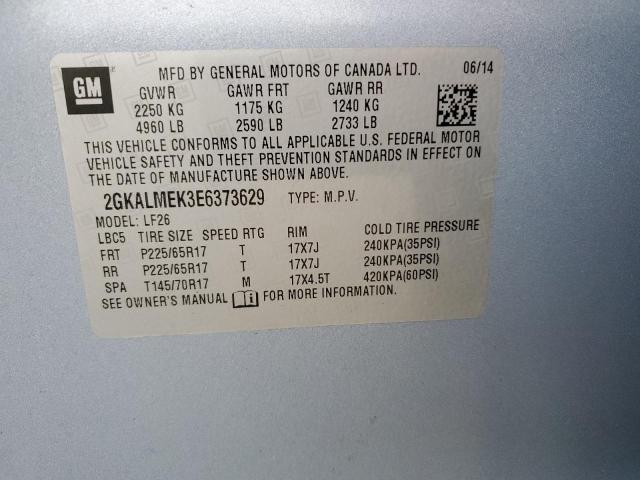 GM
MFD BY GENERAL MOTORS OF CANADA LTD. 06/14
GVWR GAWR FRT GAWR RR
2250 KG 1175 KG 1240 KG
4960 LB 2590 LB 2733 LB
THIS VEHICLE CONFORMS TO ALL APPLICABLE U.S. FEDERAL MOTOR
VEHICLE SAFETY AND THEFT PREVENTION STANDARDS IN EFFECT ON
THE DATE OF MANUFACTURE SHOWN ABOVE.
2GKALMEK3E6373629 TYPE: M.P.V.
MODEL: LF26
LBC5 TIRE SIZE SPEED RTG RIM COLD TIRE PRESSURE
FRT P225/65R17 T 17X7J 240KPA(35PSI)
RR P225/65R17 T 17X7J 240KPA(35PSI)
SPA T145/70R17 M 17X4.5T 420KPA(60PSI)
SEE OWNER'S MANUAL i FOR MORE INFORMATION.